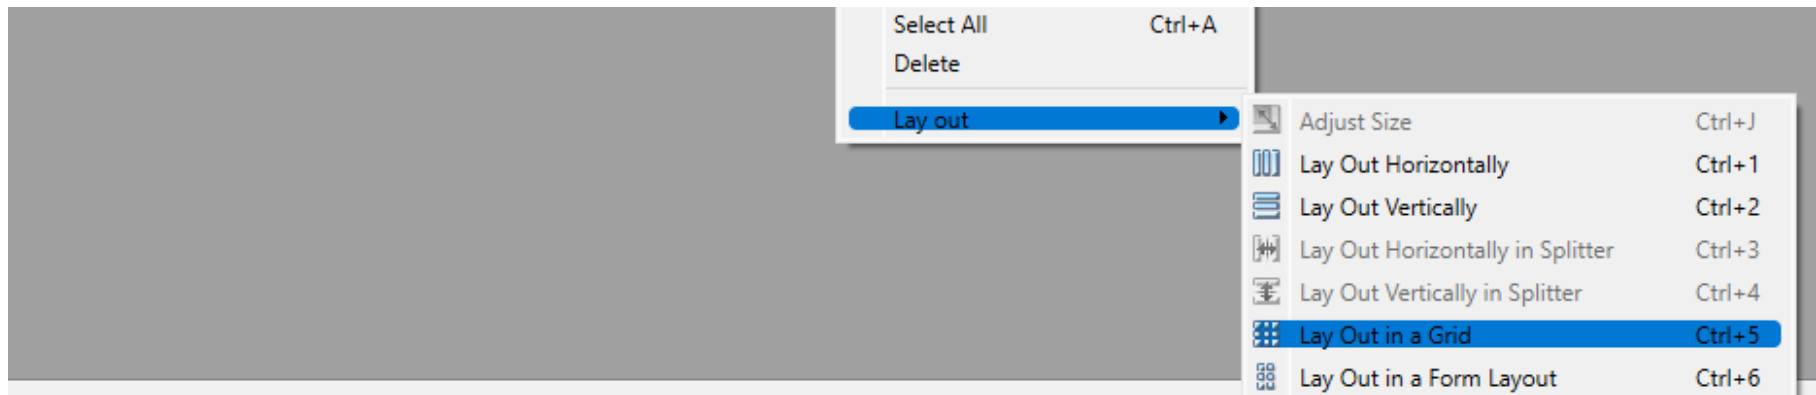 Select All Ctrl+A
Delete
Lay out
Adjust Size Ctrl+J
Lay Out Horizontally Ctrl+1
Lay Out Vertically Ctrl+2
Lay Out Horizontally in Splitter Ctrl+3
Lay Out Vertically in Splitter Ctrl+4
Lay Out in a Grid Ctrl+5
Lay Out in a Form Layout Ctrl+6